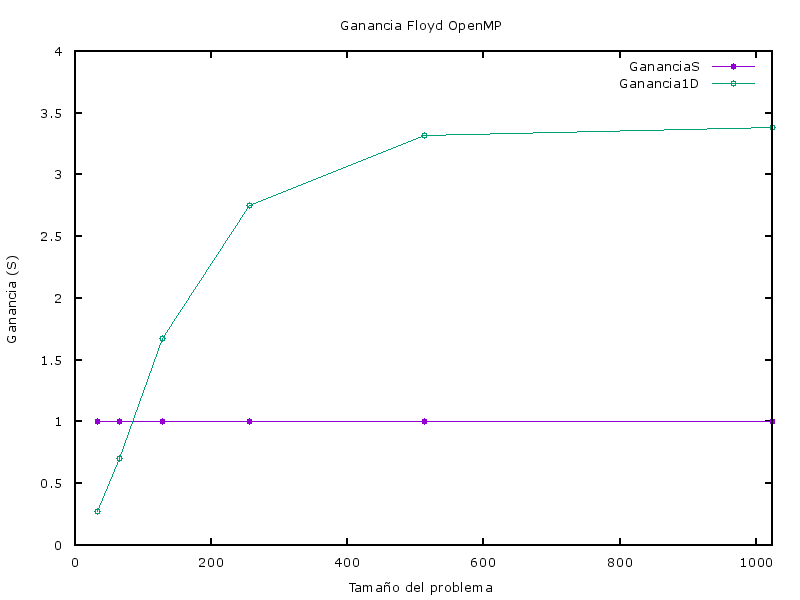 Ganancia Floyd OpenMP
GananciaS
Ganancia1D
4
3.5
3
2.5
2
1.5
1
0.5
0
Ganancia (S)
0 200 400 600 800 1000
Tamaño del problema